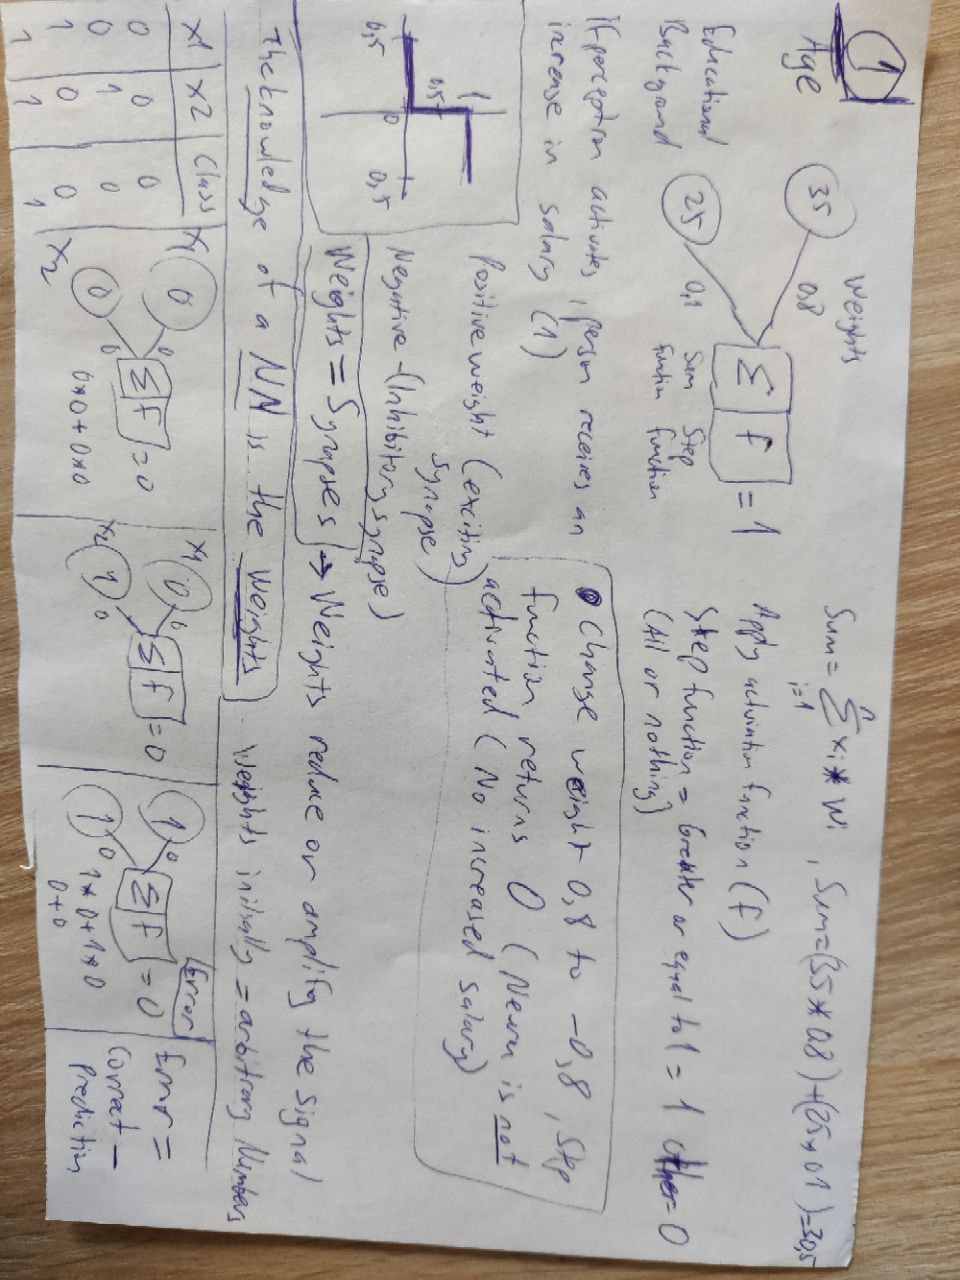 1
Age
35
Weights
0,8
Σ f = 1
Educational
Background
25
0,1
Sum
function
Step
function
Sum = Σ xi * wi , Sum=(35*0,8)+(25*0,1)=30,5
n
i=1
Apply activation function (f)
Step function = Greater or equal to 1 = 1 other = 0
(All or nothing)
if perceptron activates, person receives an
increase in salary (1)
Change weight 0,8 to -0,8, Step
function returns 0 (Neuron is not
activated (No increased salary)
1
0,5
0,5 0 0,5
Positive weight (exciting
synapse)
Negative - (Inhibitory synapse)
Weights = Synapses → Weights reduce or amplify the signal
The knowledge of a NN is the weights
Weights initially = arbitrary Numbers
x1 x2 Class
0 0 0
0 1 0
1 0 0
1 1 1
x1 0 0
Σ f = 0
0 0
x2
0*0+0*0
x1 0 0
Σ f = 0
x2 1 0
Error
1 0
Σ f = 0
1 0
1*0+1*0
0+0
Error =
correct -
Prediction